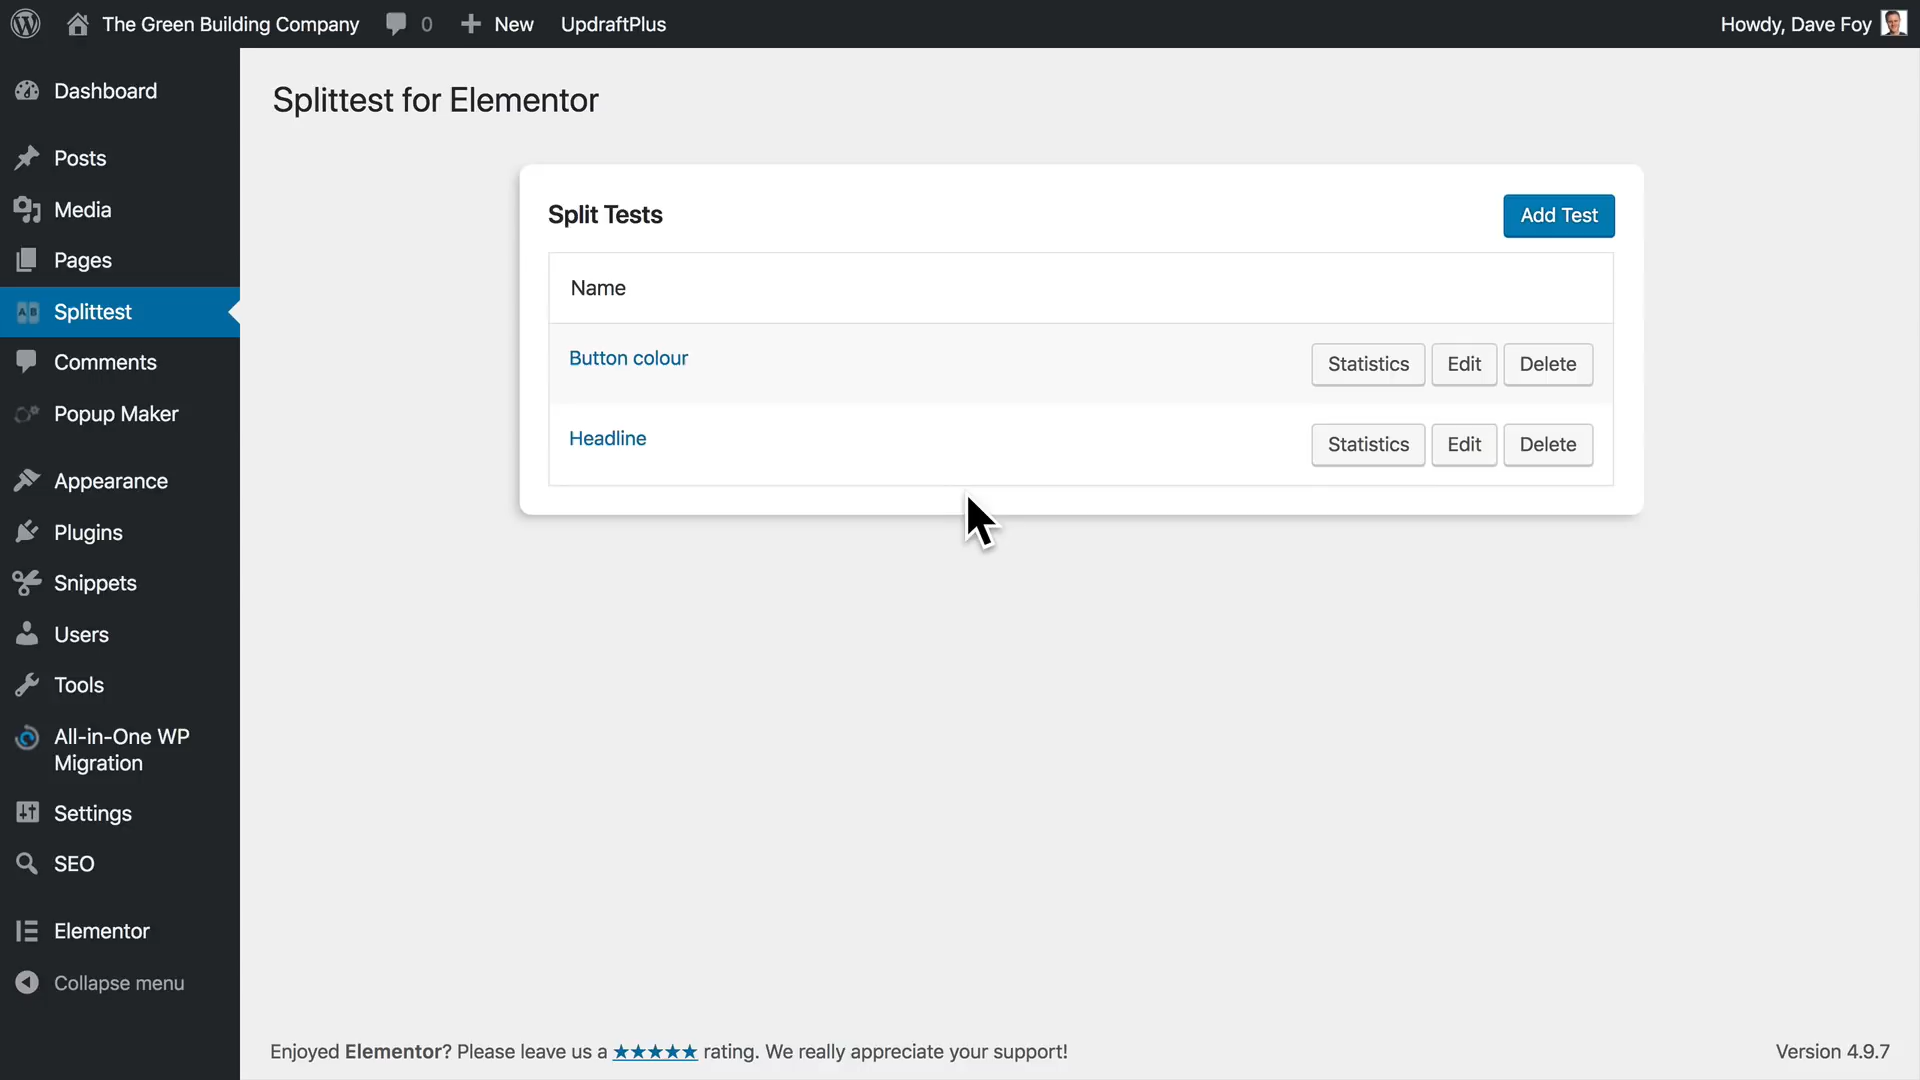 The Green Building Company 0 New UpdraftPlus Howdy, Dave Foy
Dashboard
Posts
Media
Pages
Splittest
Comments
Popup Maker
Appearance
Plugins
Snippets
Users
Tools
All-in-One WP
Migration
Settings
SEO
Elementor
Collapse menu
Splittest for Elementor
Split Tests Add Test
Name
Button colour Statistics Edit Delete
Headline Statistics Edit Delete
Enjoyed Elementor? Please leave us a ★★★★★ rating. We really appreciate your support! Version 4.9.7